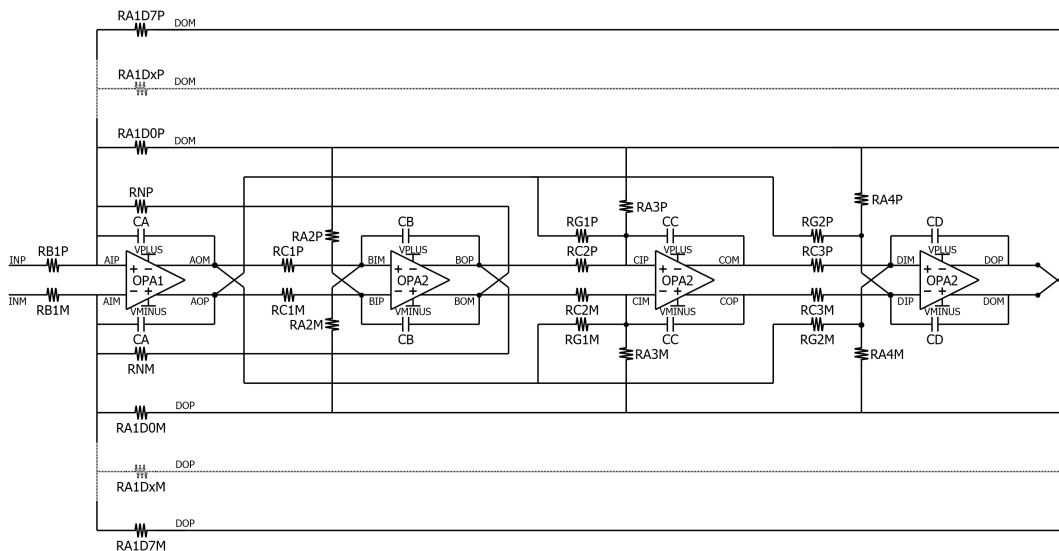 RA1D7P
DOM
RA1DxP
DOM
RA1D0P
DOM
RNP
CA
RA2P
CB
RA3P
RG1P
CC
RA4P
RG2P
CD
INP
RB1P
AIP
VPLUS
AOM
RC1P
BIM
VPLUS
BOP
RC2P
CIP
VPLUS
COM
RC3P
DIM
VPLUS
DOP
+ −
OPA1
− +
+ −
OPA2
− +
+ −
OPA2
− +
+ −
OPA2
− +
INM
RB1M
AIM
VMINUS
AOP
RC1M
BIP
VMINUS
BOM
RC2M
CIM
VMINUS
COP
RC3M
DIP
VMINUS
DOM
CA
RA2M
CB
RG1M
CC
RG2M
CD
RNM
RA3M
RA4M
DOP
RA1D0M
DOP
RA1DxM
DOP
RA1D7M